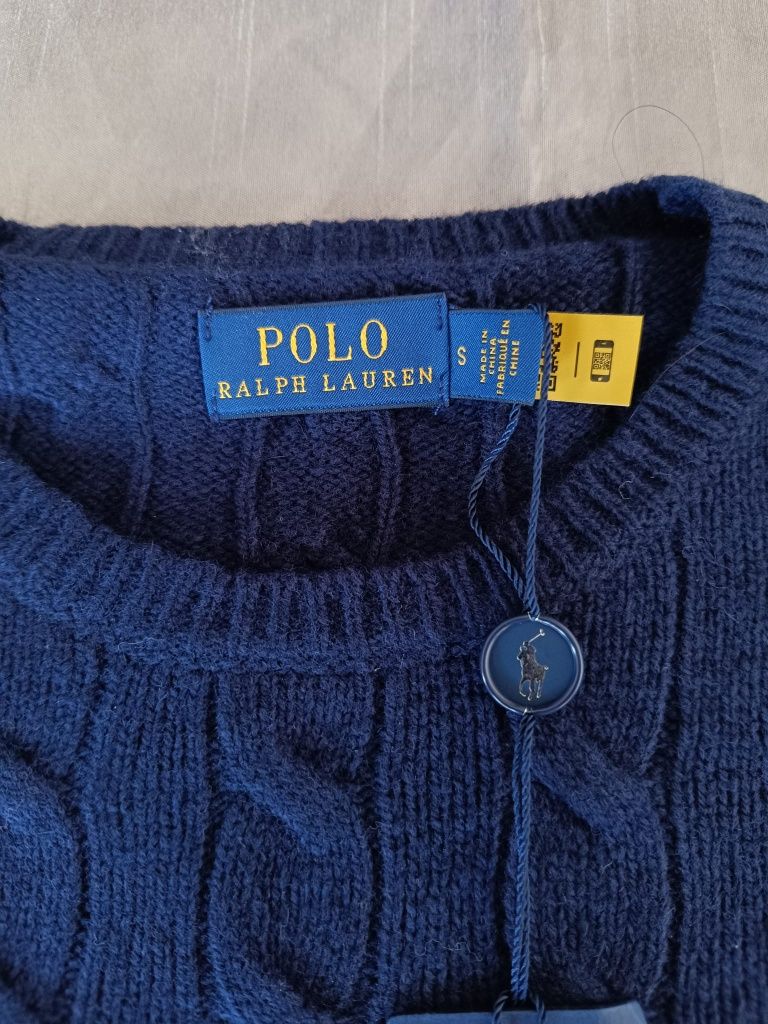 POLO
RALPH LAUREN
S
MADE IN
CHINA
FABRIQUÉ EN
CHINE